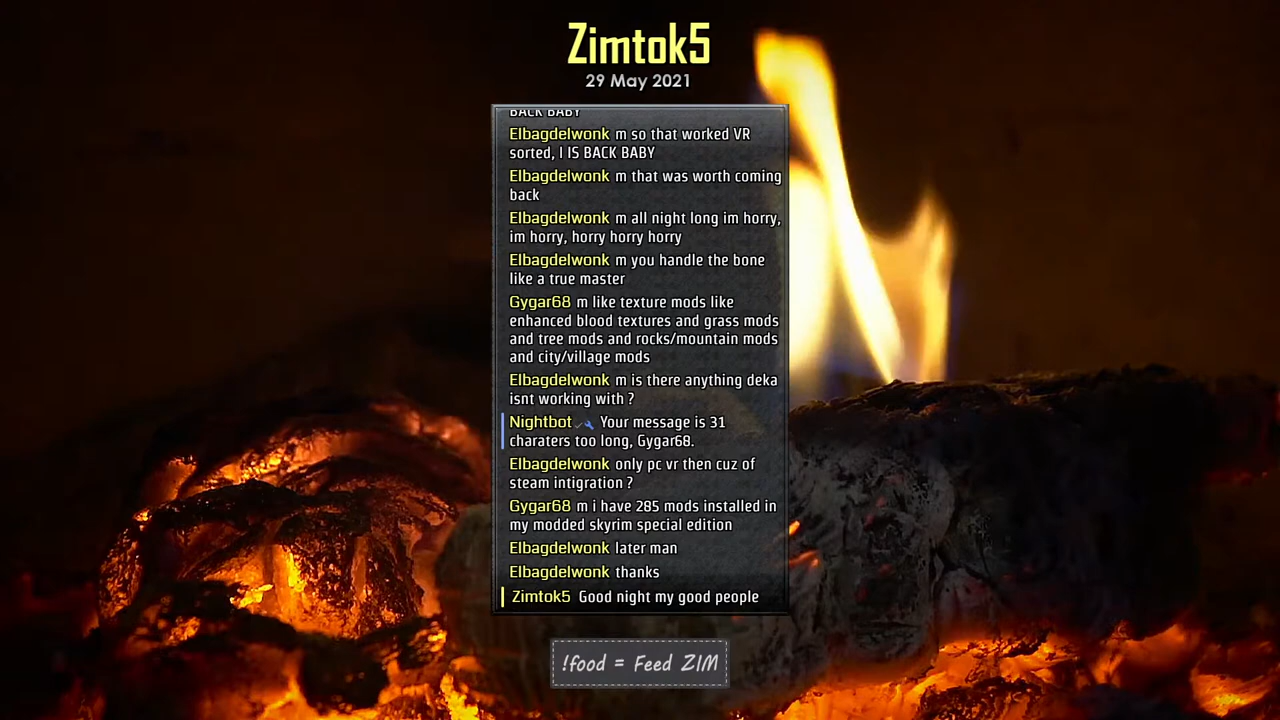 Zimtok5
29 May 2021
BACK BABY
Elbagdelwonk m so that worked VR
sorted, I IS BACK BABY
Elbagdelwonk m that was worth coming
back
Elbagdelwonk m all night long im horry,
im horry, horry horry horry
Elbagdelwonk m you handle the bone
like a true master
Gygar68 m like texture mods like
enhanced blood textures and grass mods
and tree mods and rocks/mountain mods
and city/village mods
Elbagdelwonk m is there anything deka
isnt working with ?
Nightbot Your message is 31
charaters too long, Gygar68.
Elbagdelwonk only pc vr then cuz of
steam intigration ?
Gygar68 m i have 285 mods installed in
my modded skyrim special edition
Elbagdelwonk later man
Elbagdelwonk thanks
Zimtok5 Good night my good people
!food = Feed ZIM